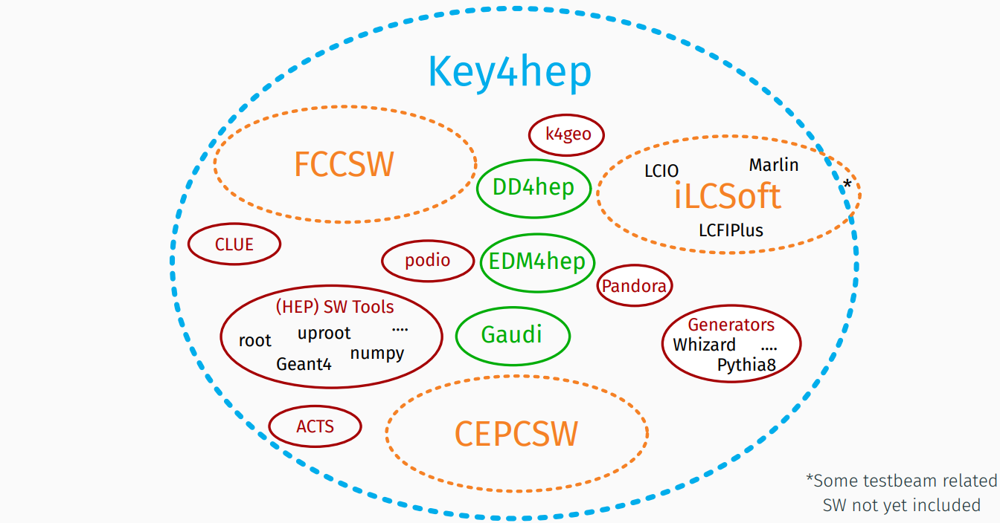 Key4hep
k4geo
FCCSW
DD4hep
LCIO
Marlin
iLCSoft
*
LCFIPlus
CLUE
podio
EDM4hep
Pandora
(HEP) SW Tools
root
uproot
....
numpy
Geant4
Gaudi
Generators
Whizard
....
Pythia8
ACTS
CEPCSW
*Some testbeam related
SW not yet included